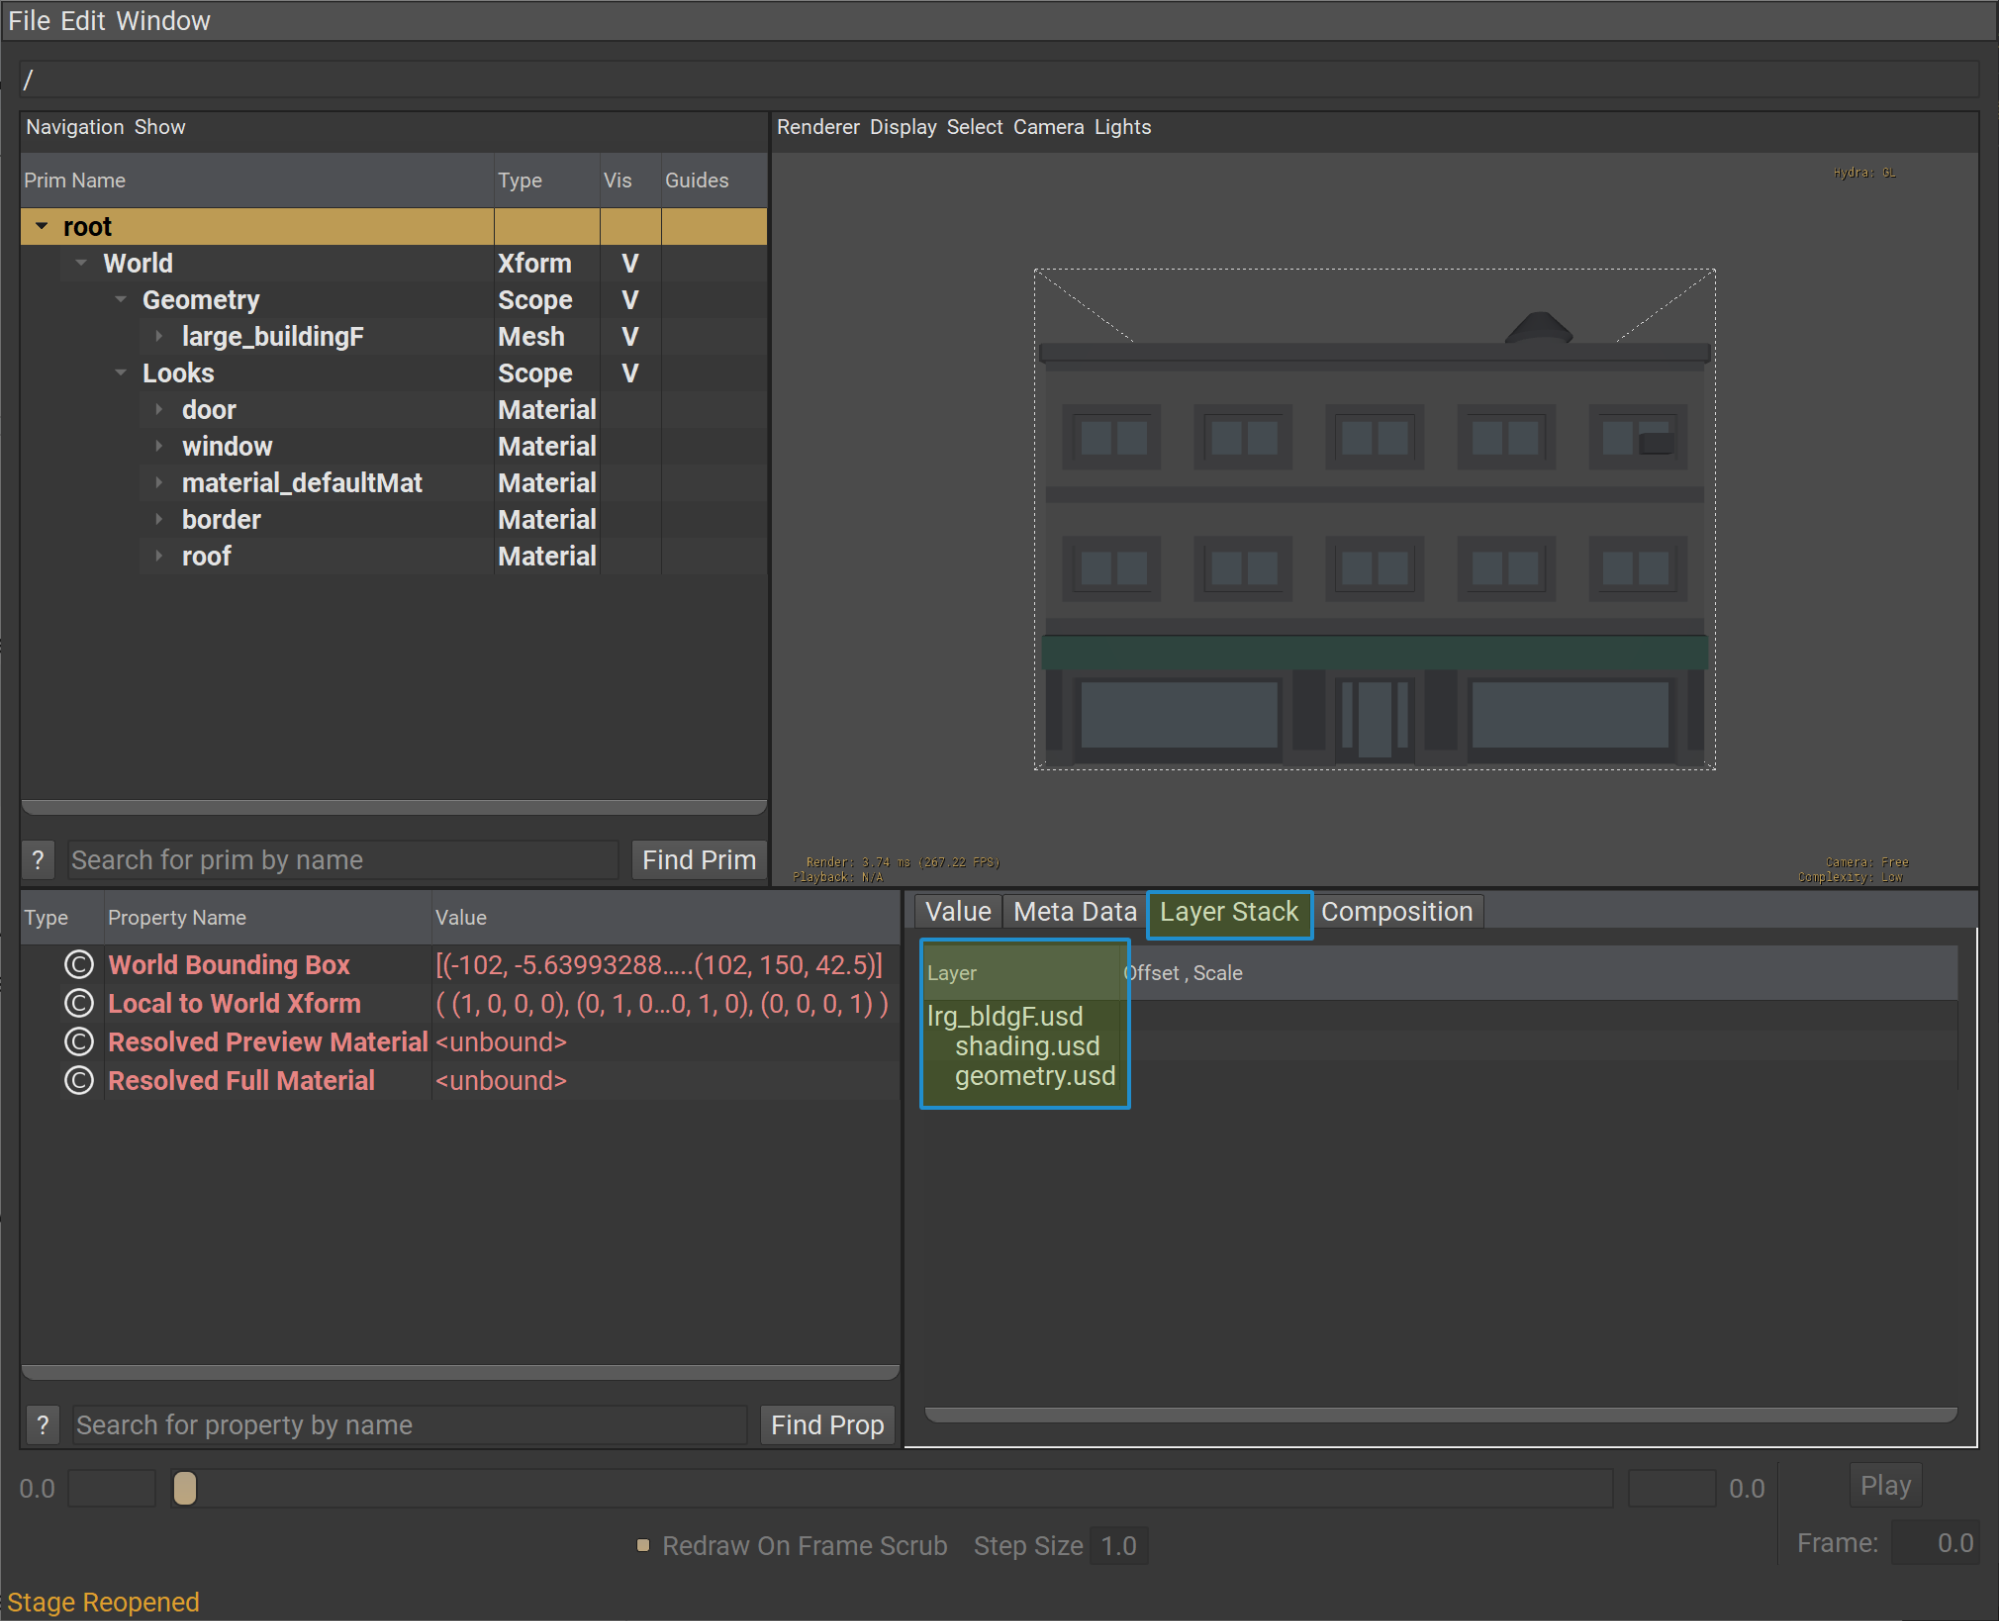 File Edit Window
/
Navigation Show
Renderer Display Select Camera Lights
Prim Name Type Vis Guides
Hydra: GL
root
World Xform V
Geometry Scope V
large_buildingF Mesh V
Looks Scope V
door Material
window Material
material_defaultMat Material
border Material
roof Material
? Search for prim by name Find Prim
Render: 3.74 ms (267.22 FPS)
Playback: N/A
Camera: Free
Complexity: Low
Type Property Name Value
© World Bounding Box [(-102, -5.63993288.....(102, 150, 42.5)]
© Local to World Xform ( (1, 0, 0, 0), (0, 1, 0...0, 1, 0), (0, 0, 0, 1) )
© Resolved Preview Material <unbound>
© Resolved Full Material <unbound>
? Search for property by name Find Prop
Value Meta Data Layer Stack Composition
Layer Offset , Scale
lrg_bldgF.usd
shading.usd
geometry.usd
0.0 0.0 Play
Redraw On Frame Scrub Step Size 1.0 Frame: 0.0
Stage Reopened